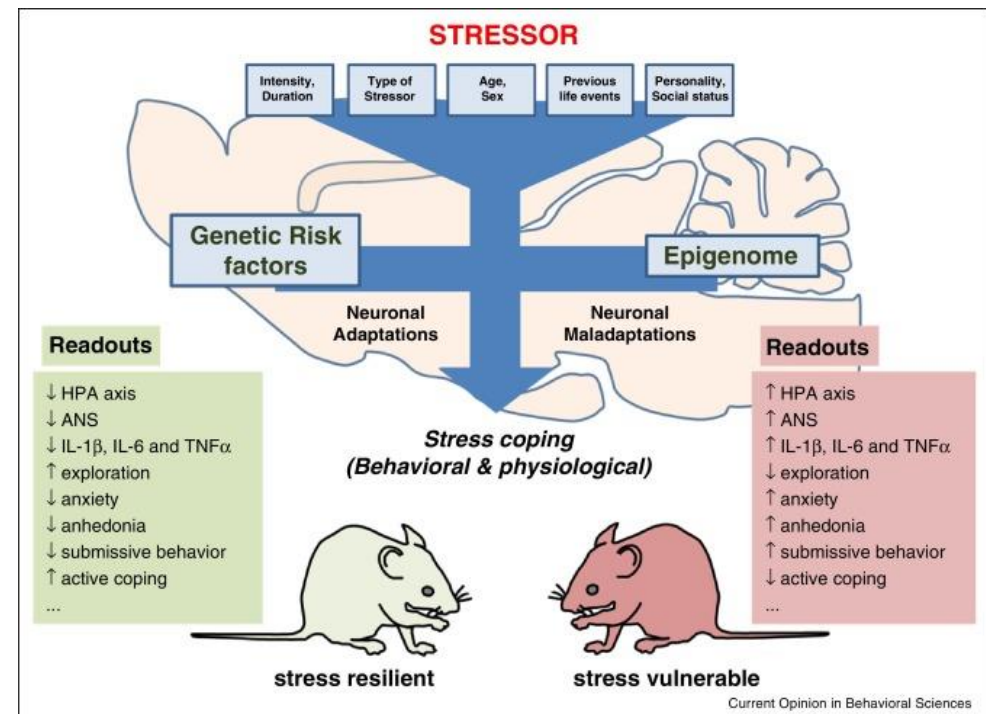 STRESSOR
Intensity,
Duration
Type of
Stressor
Age,
Sex
Previous
life events
Personality,
Social status
Genetic Risk
factors
Epigenome
Neuronal
Adaptations
Neuronal
Maladaptations
Readouts
↓ HPA axis
↓ ANS
↓ IL-1β, IL-6 and TNFα
↑ exploration
↓ anxiety
↓ anhedonia
↓ submissive behavior
↑ active coping
...
Readouts
↑ HPA axis
↑ ANS
↑ IL-1β, IL-6 and TNFα
↓ exploration
↑ anxiety
↑ anhedonia
↑ submissive behavior
↓ active coping
...
Stress coping
(Behavioral & physiological)
stress resilient
stress vulnerable
Current Opinion in Behavioral Sciences